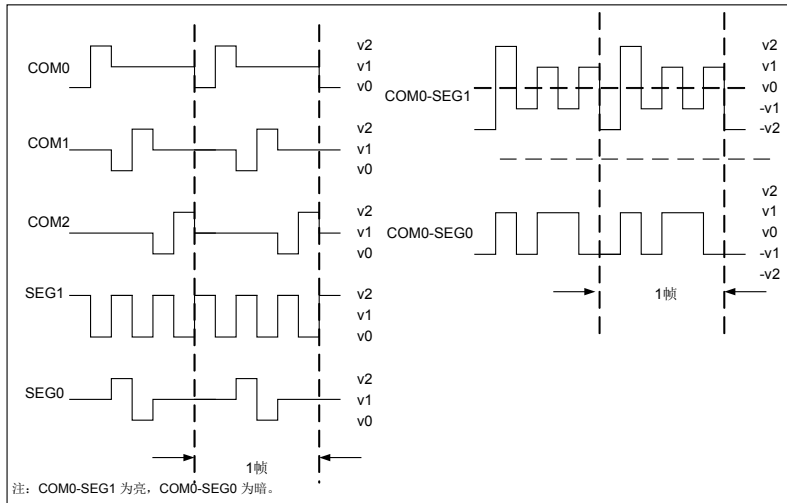 COM0
v2
v1
v0
COM1
v2
v1
v0
COM2
v2
v1
v0
SEG1
v2
v1
v0
SEG0
v2
v1
v0
1帧
注：COM0-SEG1 为亮，COM0-SEG0 为暗。
COM0-SEG1
v2
v1
v0
-v1
-v2
COM0-SEG0
v2
v1
v0
-v1
-v2
1帧